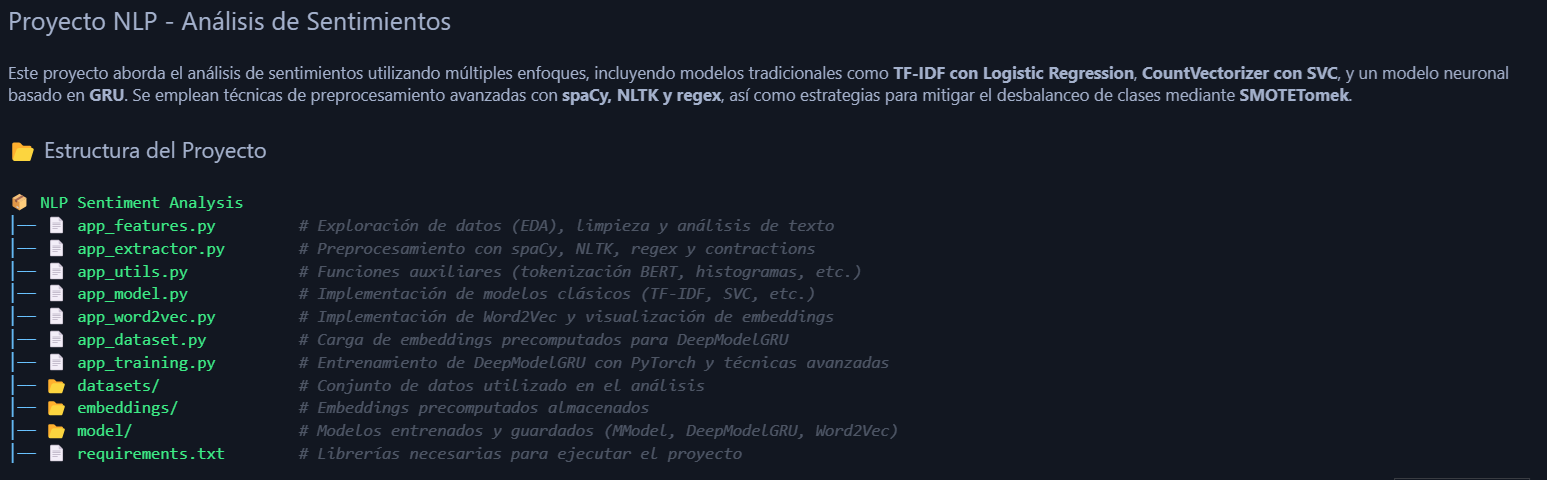 Proyecto NLP - Análisis de Sentimientos
Este proyecto aborda el análisis de sentimientos utilizando múltiples enfoques, incluyendo modelos tradicionales como TF-IDF con Logistic Regression, CountVectorizer con SVC, y un modelo neuronal
basado en GRU. Se emplean técnicas de preprocesamiento avanzadas con spaCy, NLTK y regex, así como estrategias para mitigar el desbalanceo de clases mediante SMOTETomek.
📂 Estructura del Proyecto
📦 NLP Sentiment Analysis
│── 📄 app_features.py # Exploración de datos (EDA), limpieza y análisis de texto
│── 📄 app_extractor.py # Preprocesamiento con spaCy, NLTK, regex y contractions
│── 📄 app_utils.py # Funciones auxiliares (tokenización BERT, histogramas, etc.)
│── 📄 app_model.py # Implementación de modelos clásicos (TF-IDF, SVC, etc.)
│── 📄 app_word2vec.py # Implementación de Word2Vec y visualización de embeddings
│── 📄 app_dataset.py # Carga de embeddings precomputados para DeepModelGRU
│── 📄 app_training.py # Entrenamiento de DeepModelGRU con PyTorch y técnicas avanzadas
│── 📂 datasets/ # Conjunto de datos utilizado en el análisis
│── 📂 embeddings/ # Embeddings precomputados almacenados
│── 📂 model/ # Modelos entrenados y guardados (MModel, DeepModelGRU, Word2Vec)
│── 📄 requirements.txt # Librerías necesarias para ejecutar el proyecto